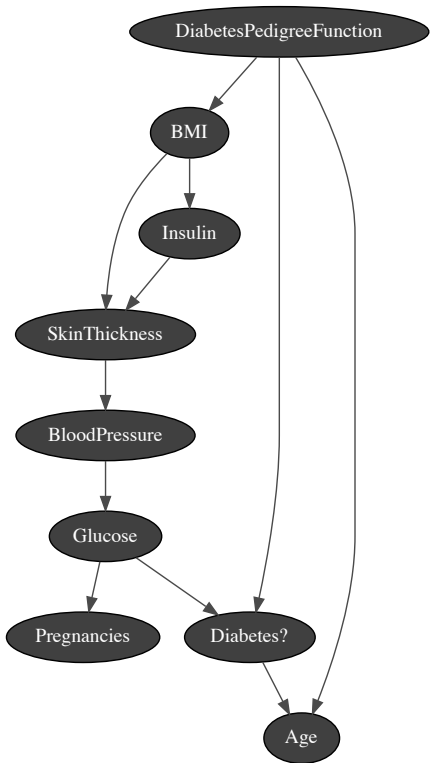 DiabetesPedigreeFunction
BMI
Insulin
SkinThickness
BloodPressure
Glucose
Pregnancies
Diabetes?
Age